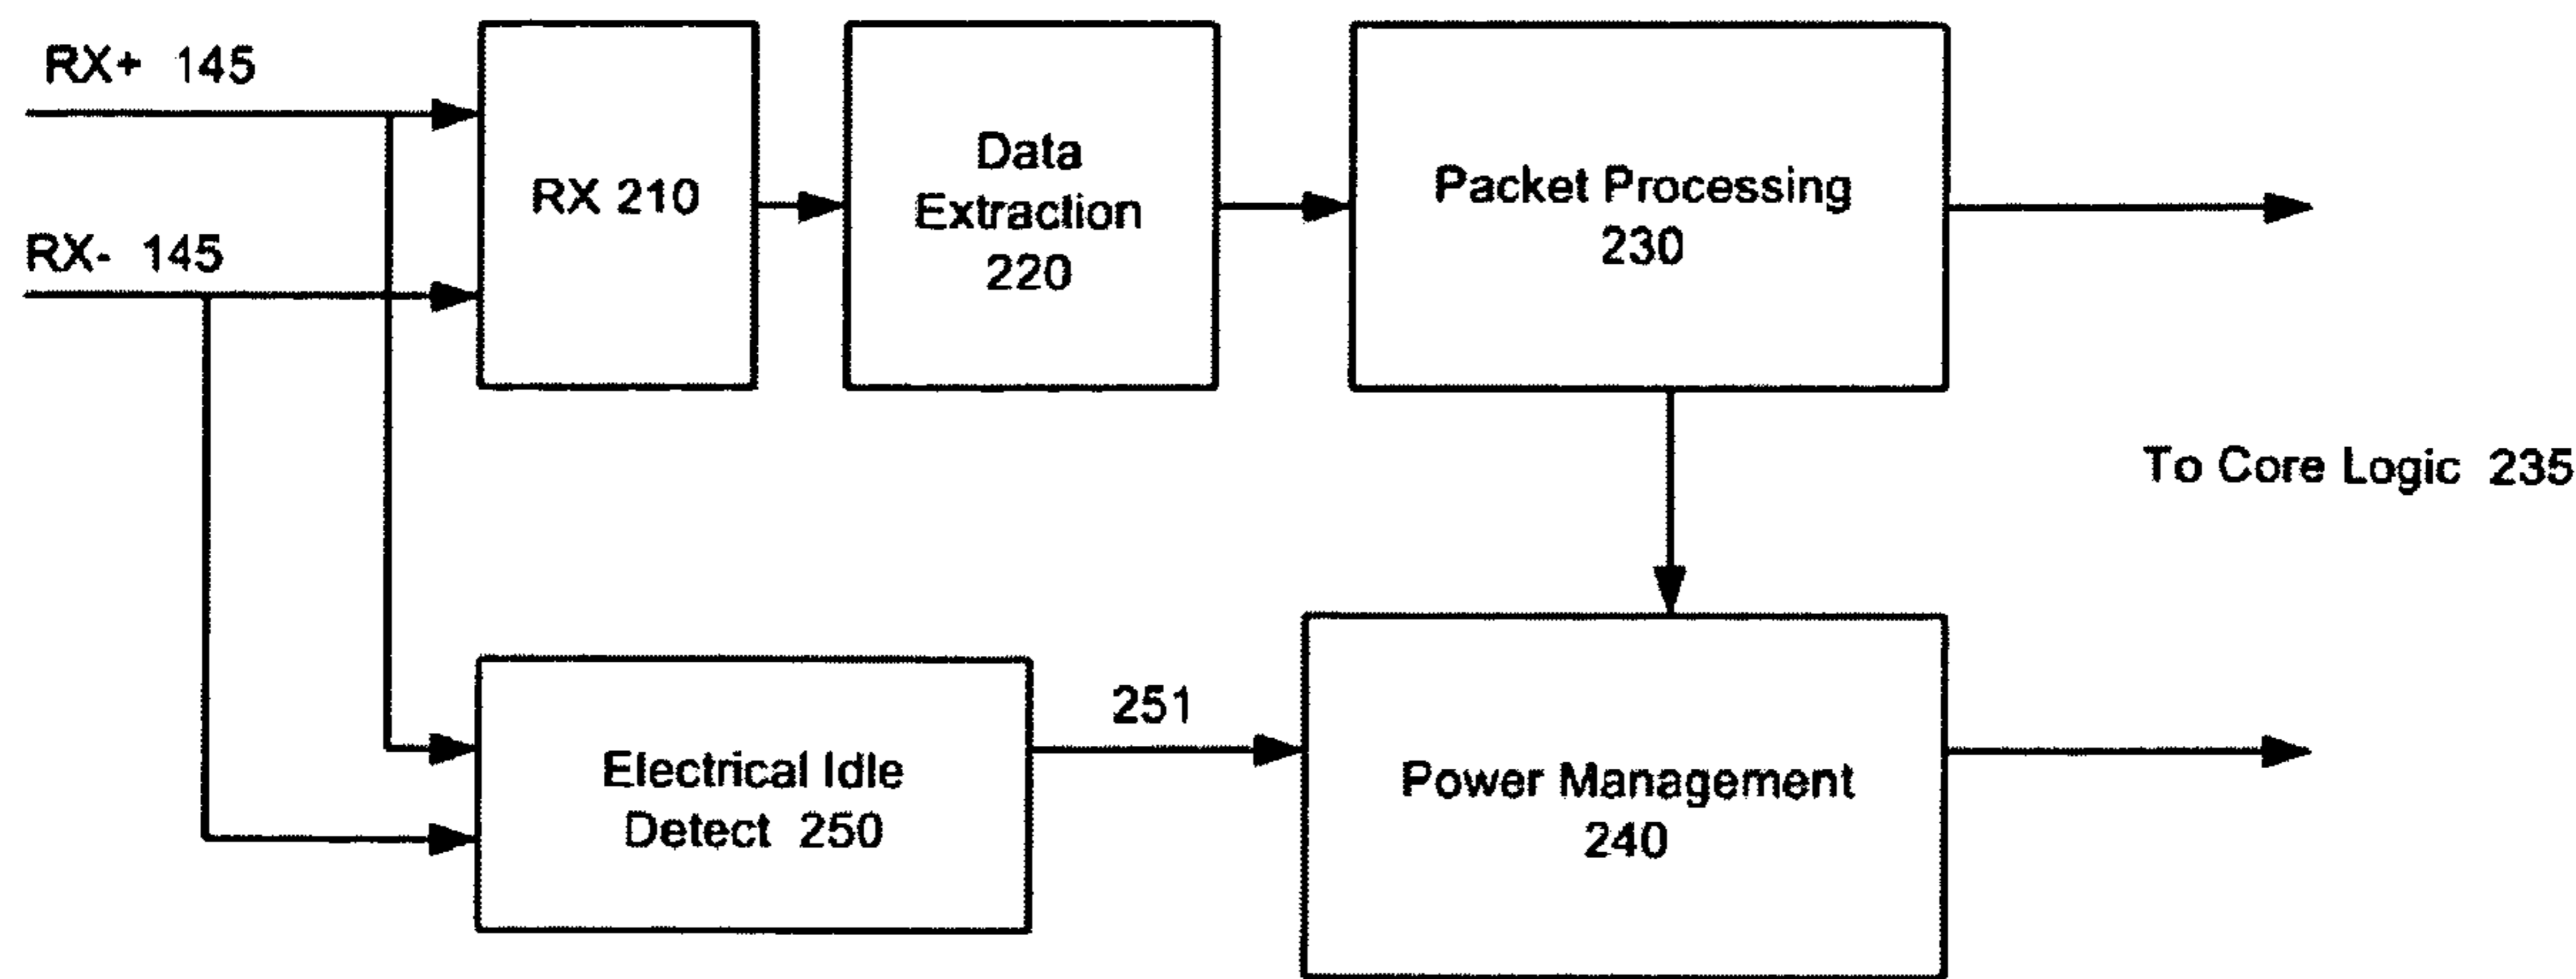 RX+ 145
RX- 145
RX 210
Data
Extraction
220
Packet Processing
230
To Core Logic 235
Electrical Idle
Detect 250
251
Power Management
240